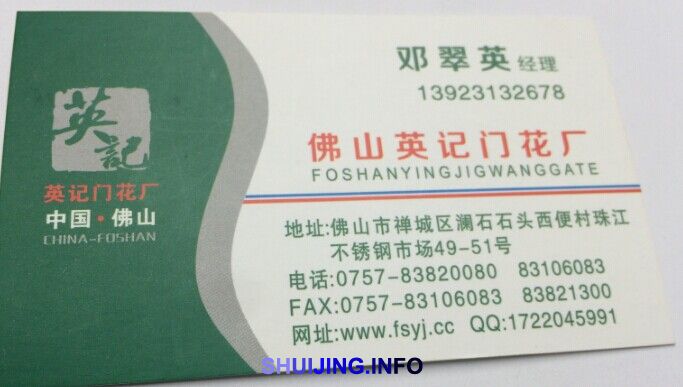 英記
英记门花厂
中国·佛山
CHINA-FOSHAN
邓翠英 经理
13923132678
佛山英记门花厂
FOSHANYINGJIGWANGGATE
地址:佛山市禅城区澜石石头西便村珠江
不锈钢市场49-51号
电话:0757-83820080 83106083
FAX:0757-83106083 83821300
网址:www.fsyj.cc QQ:1722045991
SHUIJING.INFO